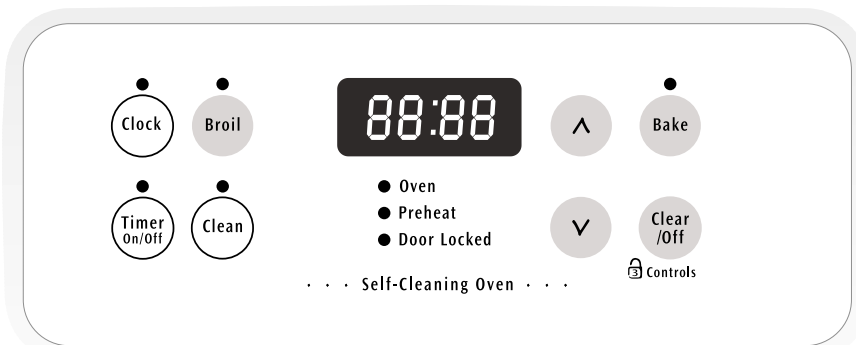 Clock
Broil
88:88
∧
Bake
Timer
On/Off
Clean
Oven
Preheat
Door Locked
∨
Clear
/Off
3 Controls
· · · Self-Cleaning Oven · · ·